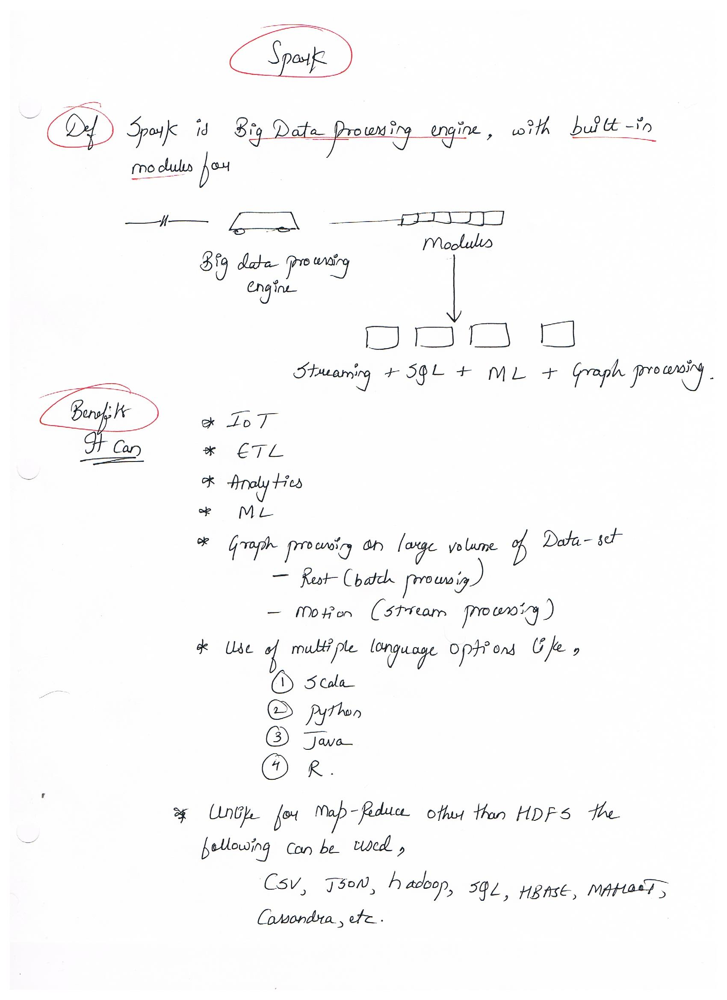 Spark
Def Spark is Big Data processing engine, with built-in
modules for
Modules
Big data processing
engine
Streaming + SQL + ML + Graph processing.
Benefits
It can
* IoT
* ETL
* Analytics
* ML
* Graph processing on large volume of Data-set
- Rest (batch processig)
- Motion (stream processing)
* Use of multiple language options like,
1 Scala
2 Python
3 Java
4 R.
* Unlike for Map-Reduce other than HDFS the
following can be used,
CSV, JSON, hadoop, SQL, HBASE, MAHOOT,
Cassandra, etc.